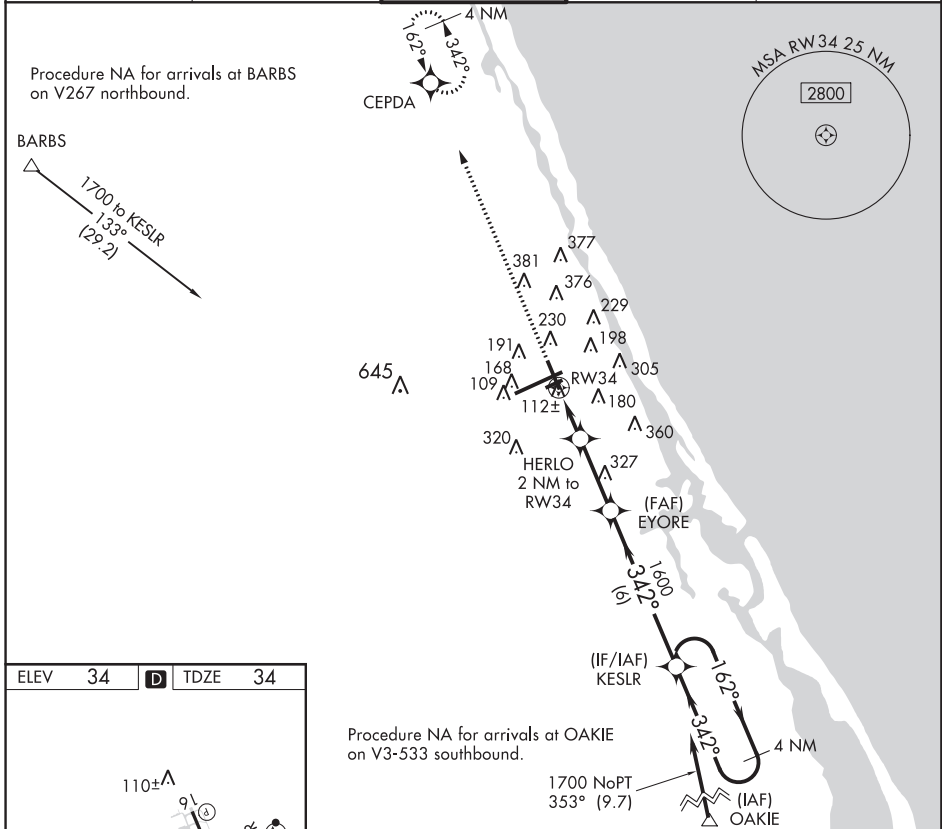 4 NM
162°
342°
CEPDA
MSA RW34 25 NM
2800
Procedure NA for arrivals at BARBS
on V267 northbound.
BARBS
1700 to KESLR
133°
(29.2)
377
381
376
229
230
198
191
305
168
RW34
645
109
180
112±
360
320
HERLO
2 NM to
RW34
327
(FAF)
EYORE
1600
342°
(6)
(IF/IAF)
KESLR
162°
342°
4 NM
ELEV 34 D TDZE 34
Procedure NA for arrivals at OAKIE
on V3-533 southbound.
1700 NoPT
353° (9.7)
(IAF)
OAKIE
110±
16
P